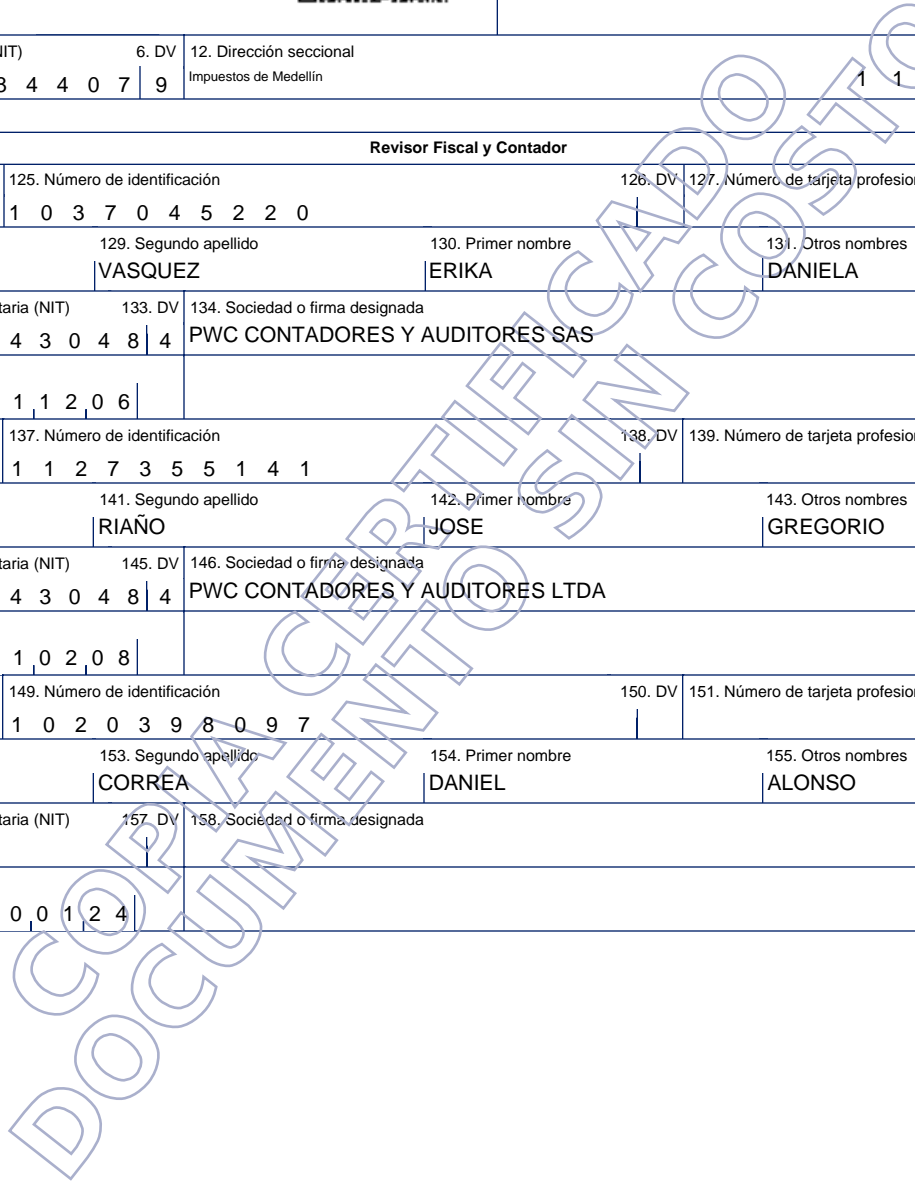 6. DV 12. Dirección seccional
4 4 0 7 9 Impuestos de Medellín 1 1
Revisor Fiscal y Contador
125. Número de identificación 126. DV 127. Número de tarjeta
1 0 3 7 0 4 5 2 2 0
129. Segundo apellido 130. Primer nombre 131. Otros nombres
VASQUEZ ERIKA DANIELA
(NIT) 133. DV 134. Sociedad o firma designada
4 3 0 4 8 4 PWC CONTADORES Y AUDITORES SAS
1 1 2 0 6
137. Número de identificación 138. DV 139. Número de tarjeta
1 1 2 7 3 5 5 1 4 1
141. Segundo apellido 142. Primer nombre 143. Otros nombres
RIAÑO JOSE GREGORIO
(NIT) 145. DV 146. Sociedad o firma designada
4 3 0 4 8 4 PWC CONTADORES Y AUDITORES LTDA
1 0 2 0 8
149. Número de identificación 150. DV 151. Número de tarjeta
1 0 2 0 3 9 8 0 9 7
153. Segundo apellido 154. Primer nombre 155. Otros nombres
CORREA DANIEL ALONSO
(NIT) 157. DV 158. Sociedad o firma designada
0 0 1 2 4
COPIA CERTIFICADO
DOCUMENTO SIN COSTO